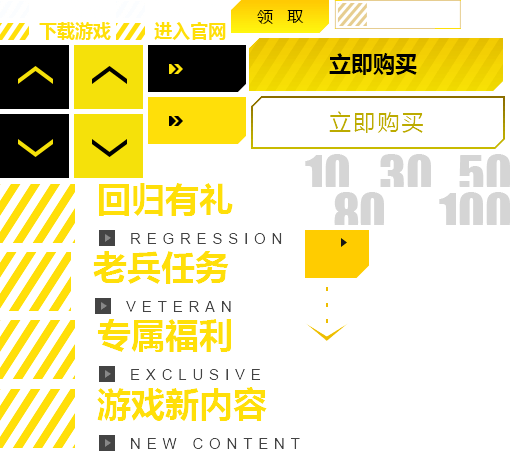 下载游戏 进入官网
领 取
立即购买
立即购买
10 30 50
80 100
回归有礼
REGRESSION
老兵任务
VETERAN
专属福利
EXCLUSIVE
游戏新内容
NEW CONTENT